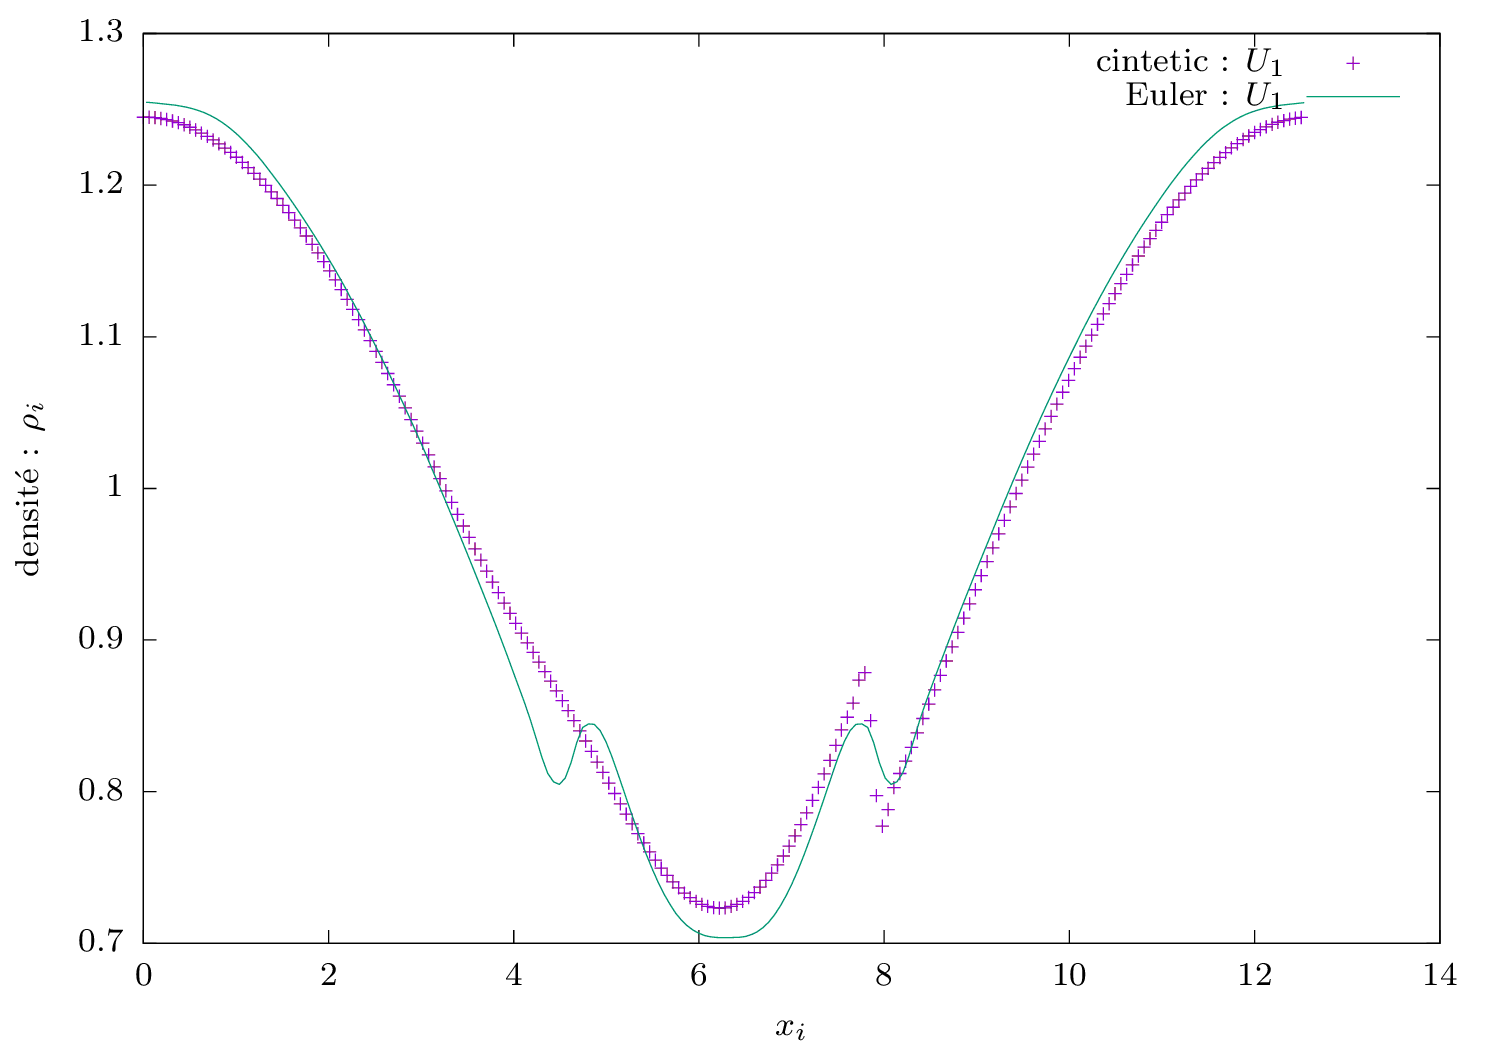 1.3
1.2
1.1
1
0.9
0.8
0.7
0 2 4 6 8 10 12 14
densité : ρi
xi
cintetic : U1
Euler : U1